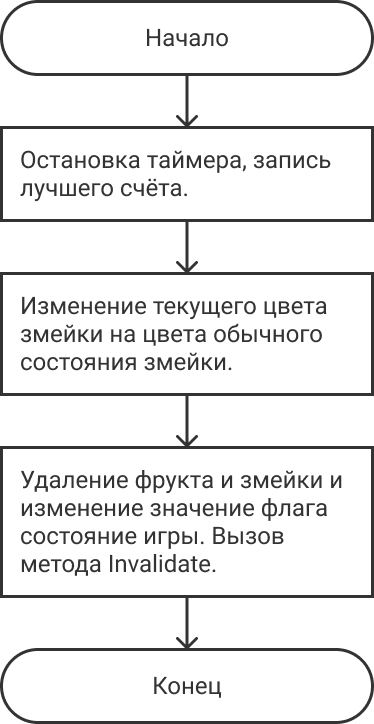 Начало
Остановка таймера, запись
лучшего счёта.
Изменение текущего цвета
змейки на цвета обычного
состояния змейки.
Удаление фрукта и змейки и
изменение значение флага
состояние игры. Вызов
метода Invalidate.
Конец